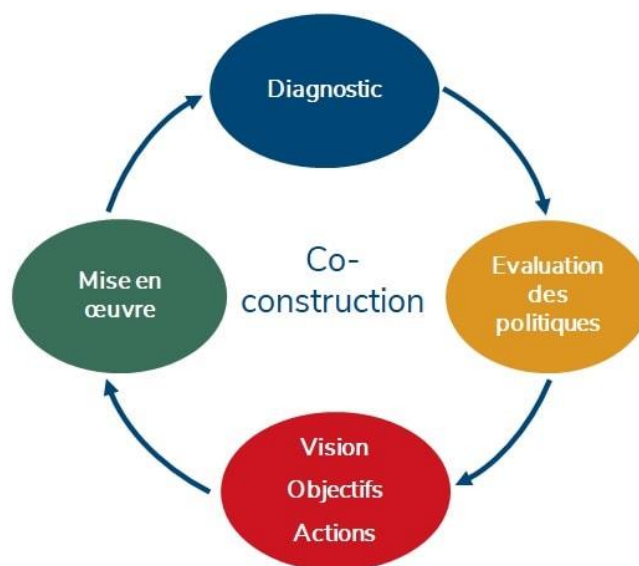 Diagnostic
Evaluation
des
politiques
Vision
Objectifs
Actions
Mise en
œuvre
Co-
construction